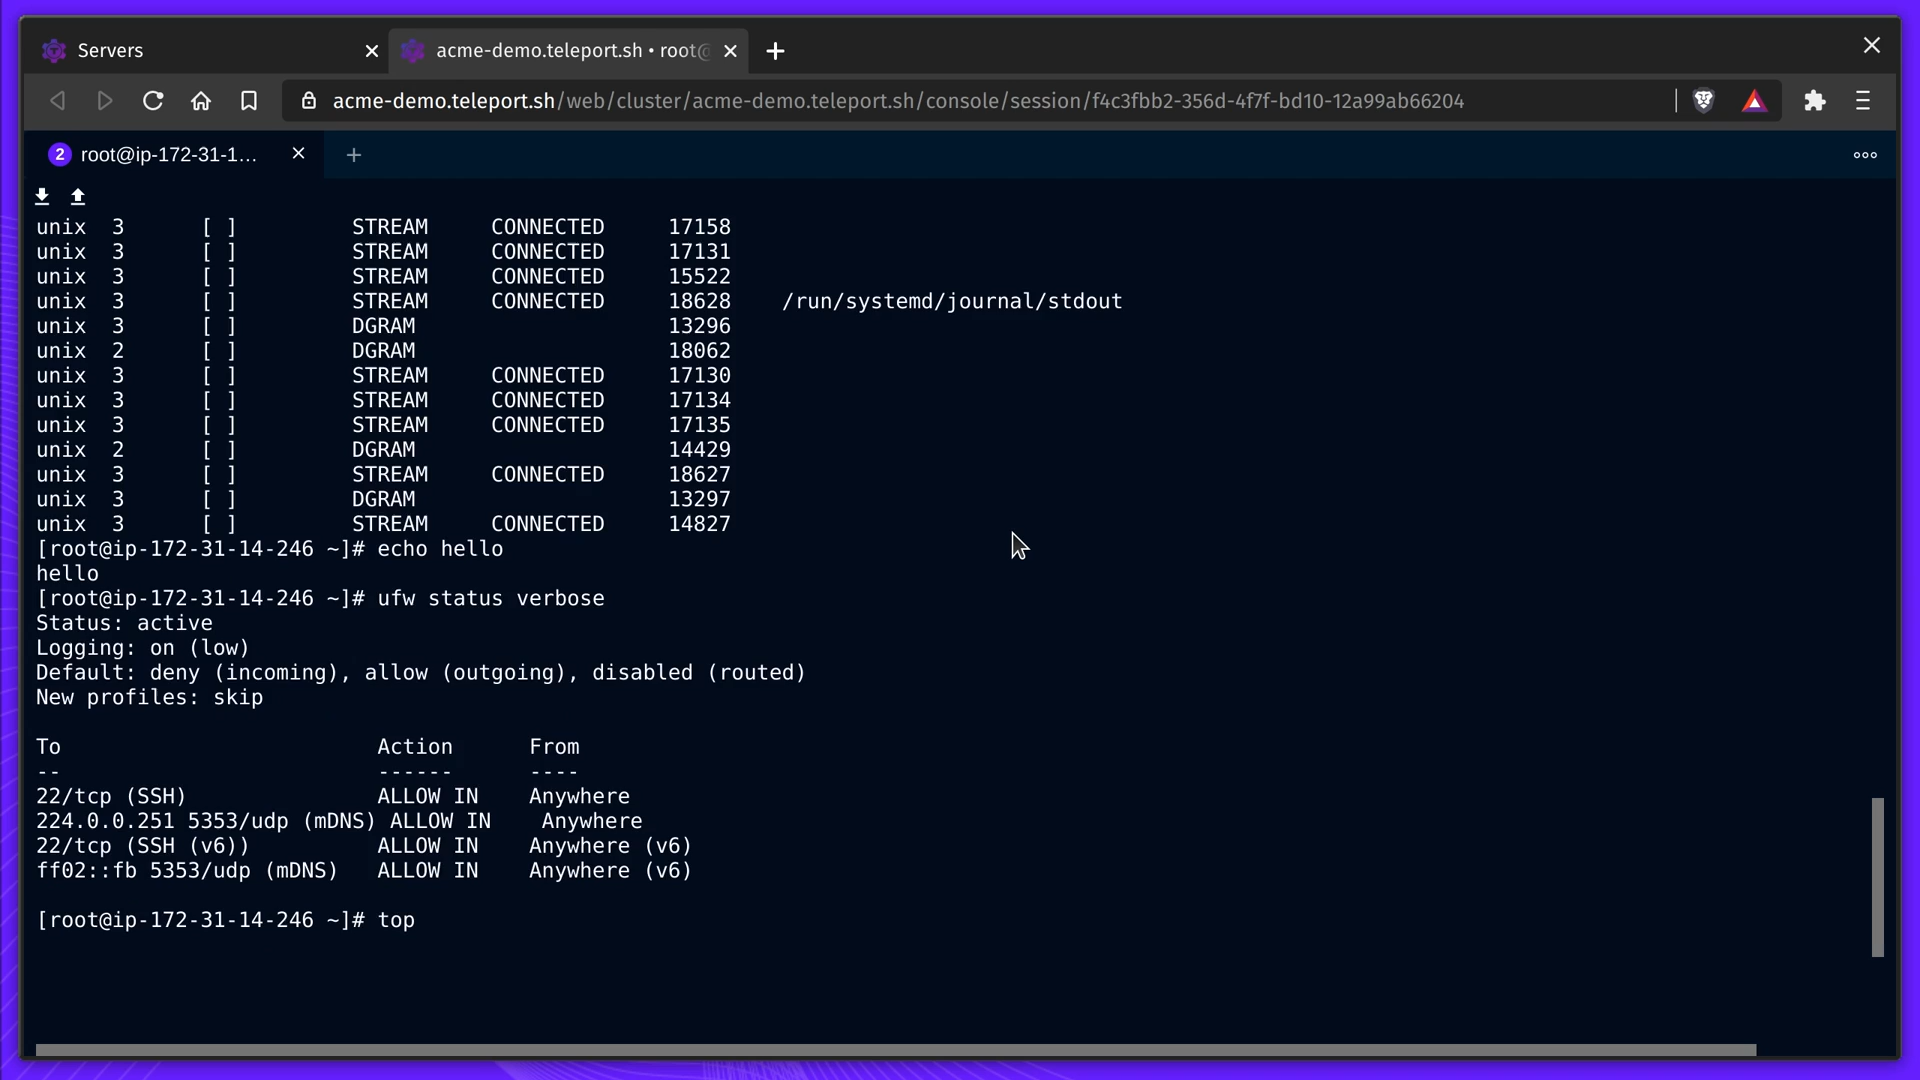 Servers
acme-demo.teleport.sh • root@
acme-demo.teleport.sh/web/cluster/acme-demo.teleport.sh/console/session/f4c3fbb2-356d-4f7f-bd10-12a99ab66204
2 root@ip-172-31-1...
unix  3      [ ]         STREAM     CONNECTED     17158
unix  3      [ ]         STREAM     CONNECTED     17131
unix  3      [ ]         STREAM     CONNECTED     15522
unix  3      [ ]         STREAM     CONNECTED     18628    /run/systemd/journal/stdout
unix  3      [ ]         DGRAM                    13296
unix  2      [ ]         DGRAM                    18062
unix  3      [ ]         STREAM     CONNECTED     17130
unix  3      [ ]         STREAM     CONNECTED     17134
unix  3      [ ]         STREAM     CONNECTED     17135
unix  2      [ ]         DGRAM                    14429
unix  3      [ ]         STREAM     CONNECTED     18627
unix  3      [ ]         DGRAM                    13297
unix  3      [ ]         STREAM     CONNECTED     14827
[root@ip-172-31-14-246 ~]# echo hello
hello
[root@ip-172-31-14-246 ~]# ufw status verbose
Status: active
Logging: on (low)
Default: deny (incoming), allow (outgoing), disabled (routed)
New profiles: skip
To                         Action      From
--                         ------      ----
22/tcp (SSH)               ALLOW IN    Anywhere
224.0.0.251 5353/udp (mDNS) ALLOW IN    Anywhere
22/tcp (SSH (v6))          ALLOW IN    Anywhere (v6)
ff02::fb 5353/udp (mDNS)   ALLOW IN    Anywhere (v6)
[root@ip-172-31-14-246 ~]# top